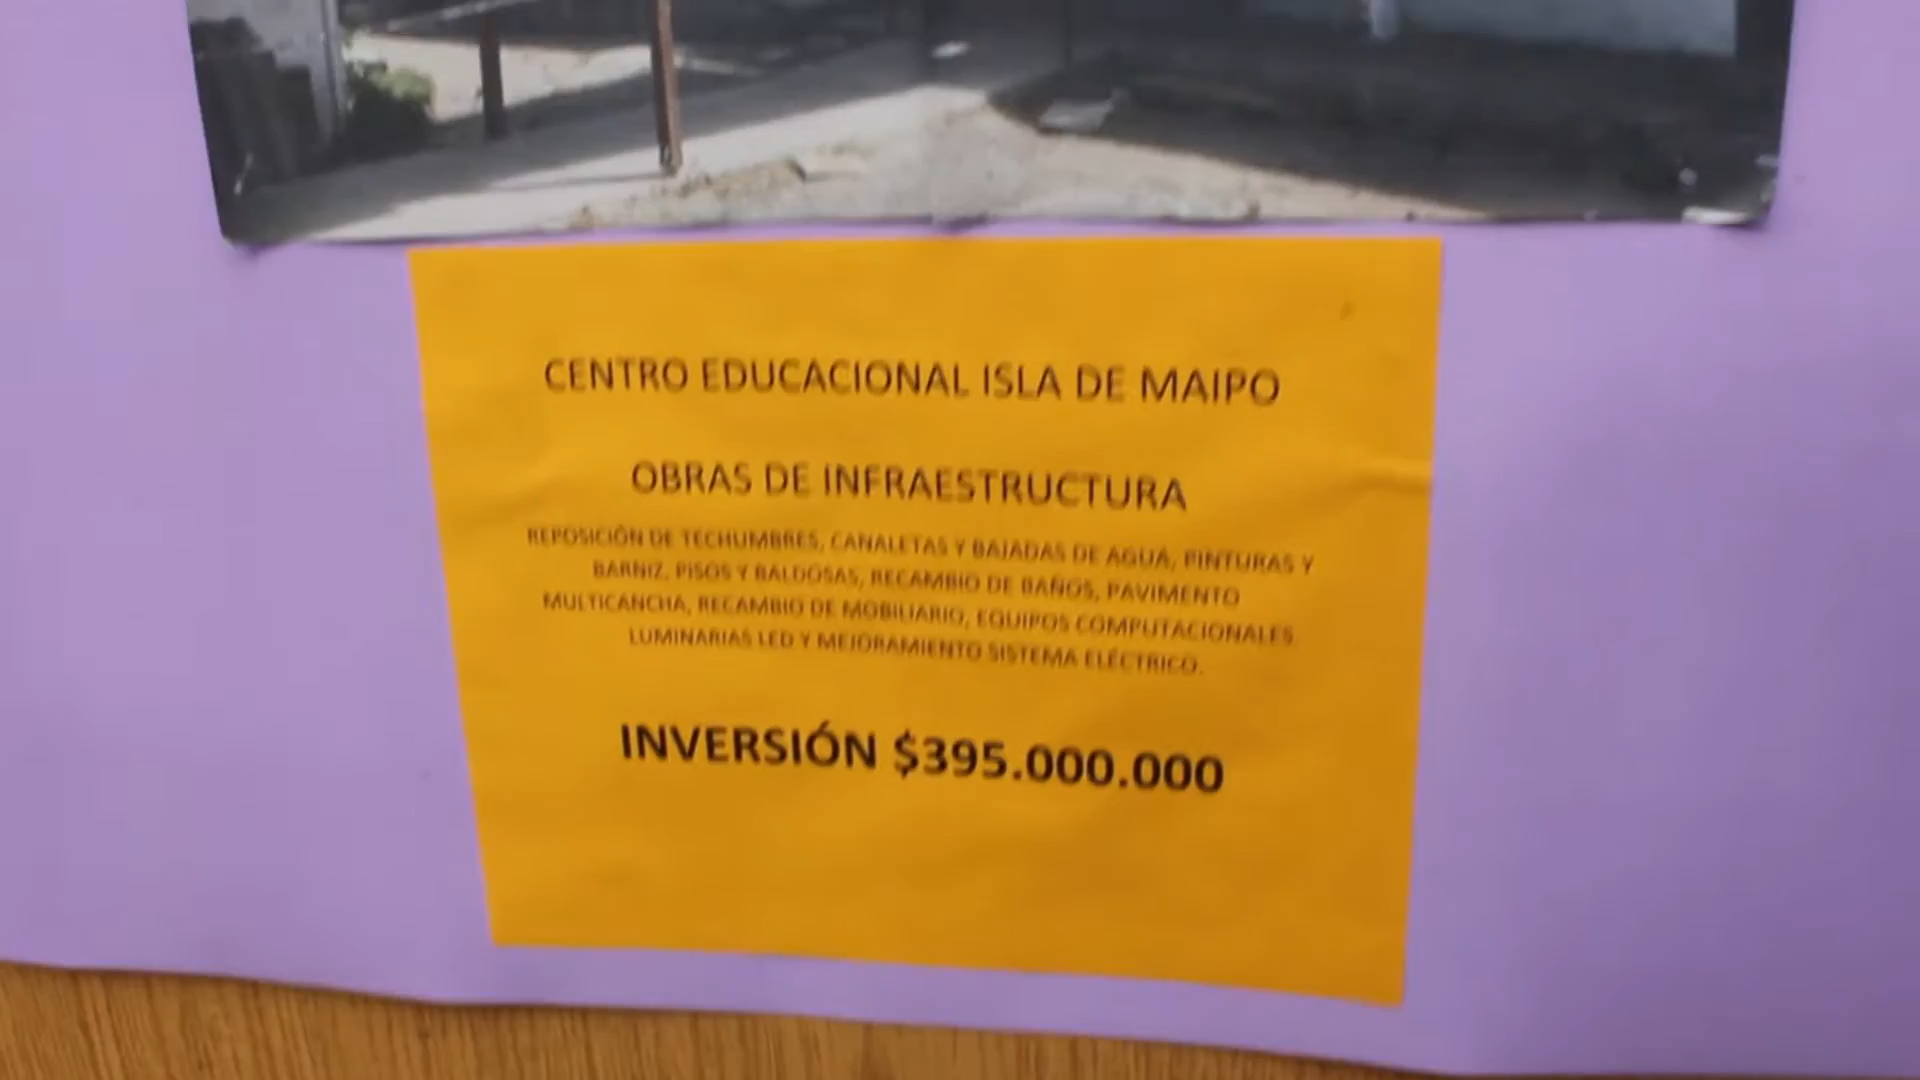 CENTRO EDUCACIONAL ISLA DE MAIPO
OBRAS DE INFRAESTRUCTURA
REPOSICIÓN DE TECHUMBRES, CANALETAS Y BAJADAS DE AGUA, PINTURAS Y
BARNIZ, PISOS Y BALDOSAS, RECAMBIO DE BAÑOS, PAVIMENTO
MULTICANCHA, RECAMBIO DE MOBILIARIO, EQUIPOS COMPUTACIONALES
LUMINARIAS LED Y MEJORAMIENTO SISTEMA ELÉCTRICO.
INVERSIÓN $395.000.000